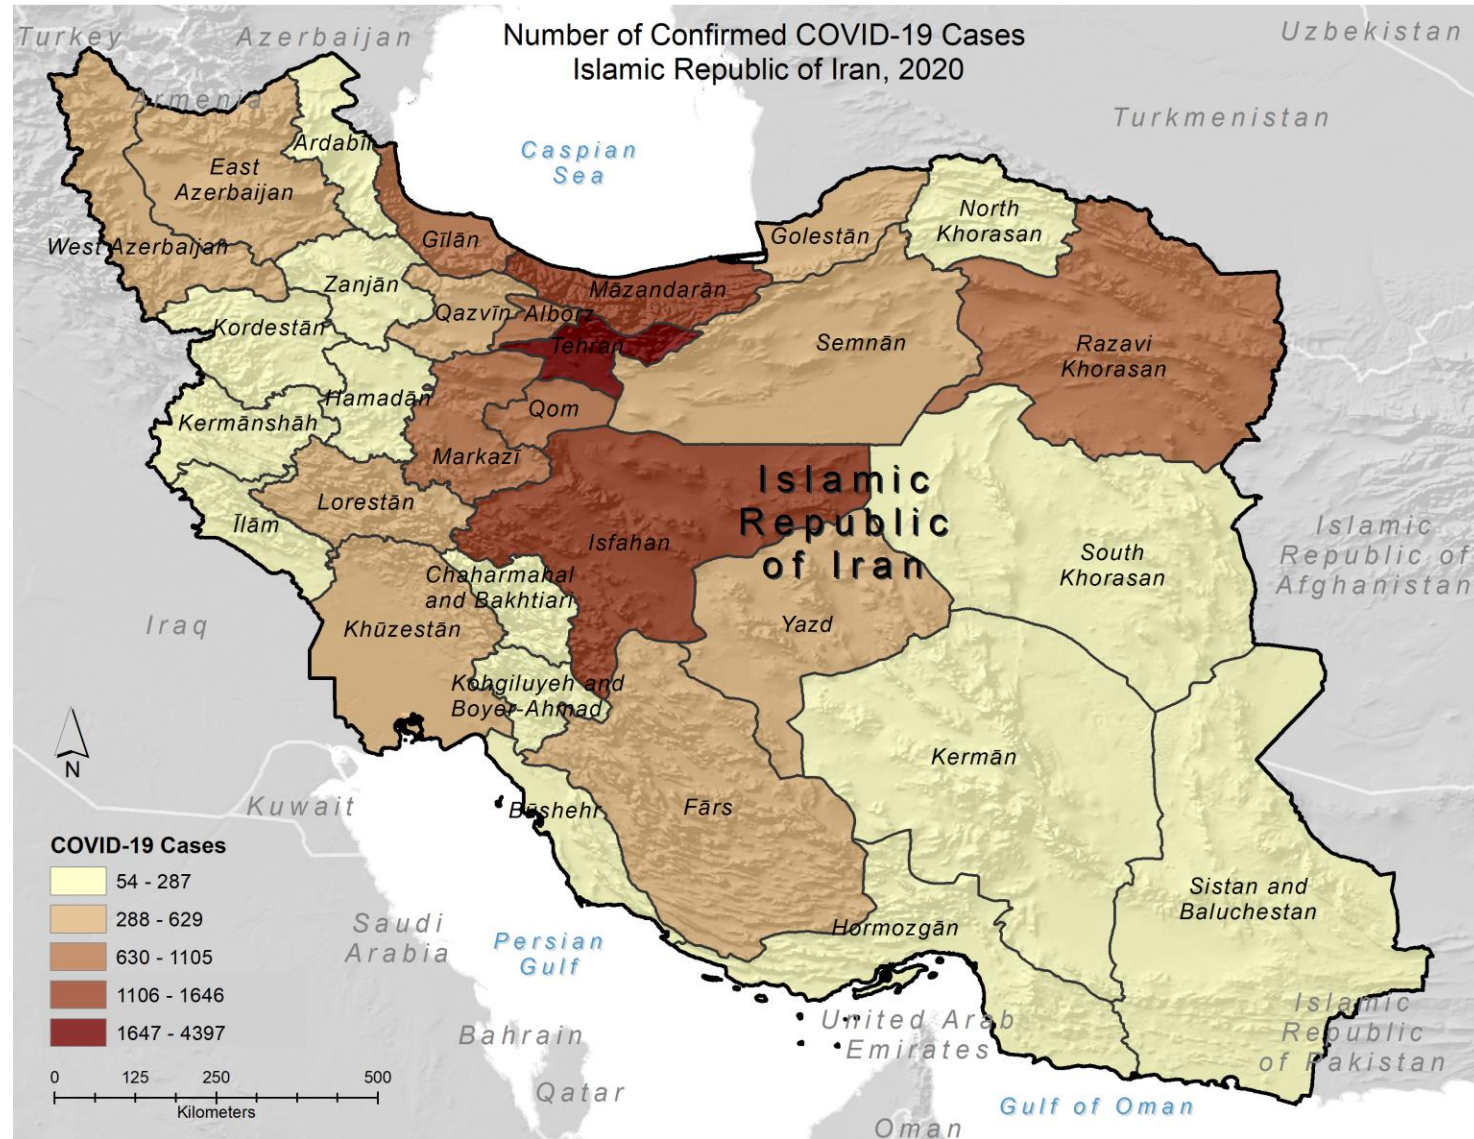 Number of Confirmed COVID-19 Cases
Islamic Republic of Iran, 2020
Turkey
Azerbaijan
Uzbekistan
Armenia
Turkmenistan
Caspian
Sea
Ardabīl
East
Azerbaijan
West Azerbaijan
Gīlān
Golestān
North
Khorasan
Zanjān
Māzandarān
Qazvīn
Alborz
Kordestān
Tehran
Semnān
Razavi
Khorasan
Hamadān
Kermānshāh
Qom
Markazī
Islamic
Republic
of Iran
Lorestān
Īlām
Isfahan
Islamic
Republic of
Afghanistan
South
Khorasan
Chaharmahal
and Bakhtiari
Iraq
Khūzestān
Yazd
Kohgiluyeh and
Boyer-Ahmad
N
Kermān
Kuwait
Būshehr
Fārs
COVID-19 Cases
54 - 287
288 - 629
630 - 1105
1106 - 1646
1647 - 4397
Sistan and
Baluchestan
Saudi
Arabia
Persian
Gulf
Hormozgān
Islamic
Republic
of Pakistan
Bahrain
United Arab
Emirates
Qatar
Gulf of Oman
Oman
0 125 250 500
Kilometers